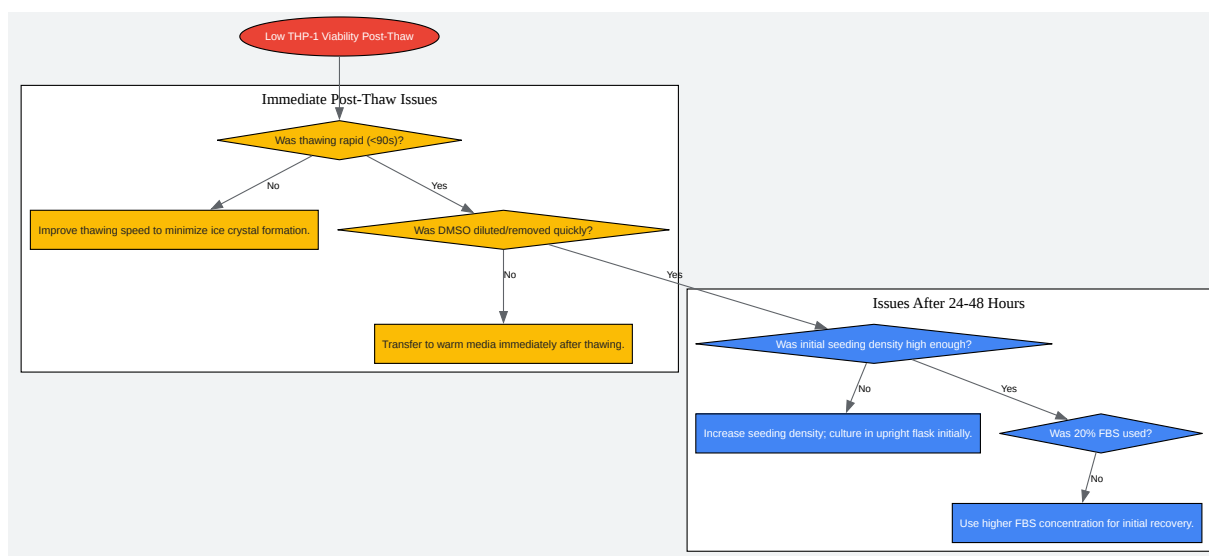 Low THP-1 Viability Post-Thaw
Immediate Post-Thaw Issues
Was thawing rapid (<90s)?
No
Yes
Improve thawing speed to minimize ice crystal formation.
Was DMSO diluted/removed quickly?
No
Yes
Transfer to warm media immediately after thawing.
Issues After 24-48 Hours
Was initial seeding density high enough?
No
Yes
Increase seeding density; culture in upright flask initially.
Was 20% FBS used?
No
Use higher FBS concentration for initial recovery.